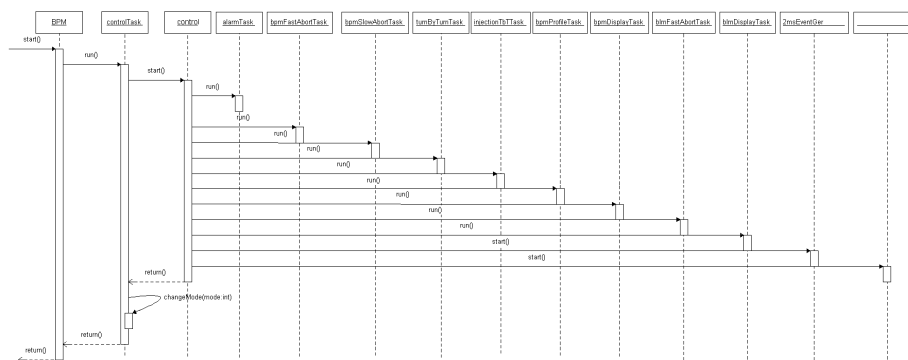 BPM controlTask control alarmTask bpmFastAbortTask bpmSlowAbortTask turnByTurnTask injectionTbTTask bpmProfileTask bpmDisplayTask blmFastAbortTask blmDisplayTask 2msEventGer
start()
run()
start()
run()
run()
run()
run()
run()
run()
run()
run()
run()
start()
start()
return()
changeMode(mode:int)
return()
return()